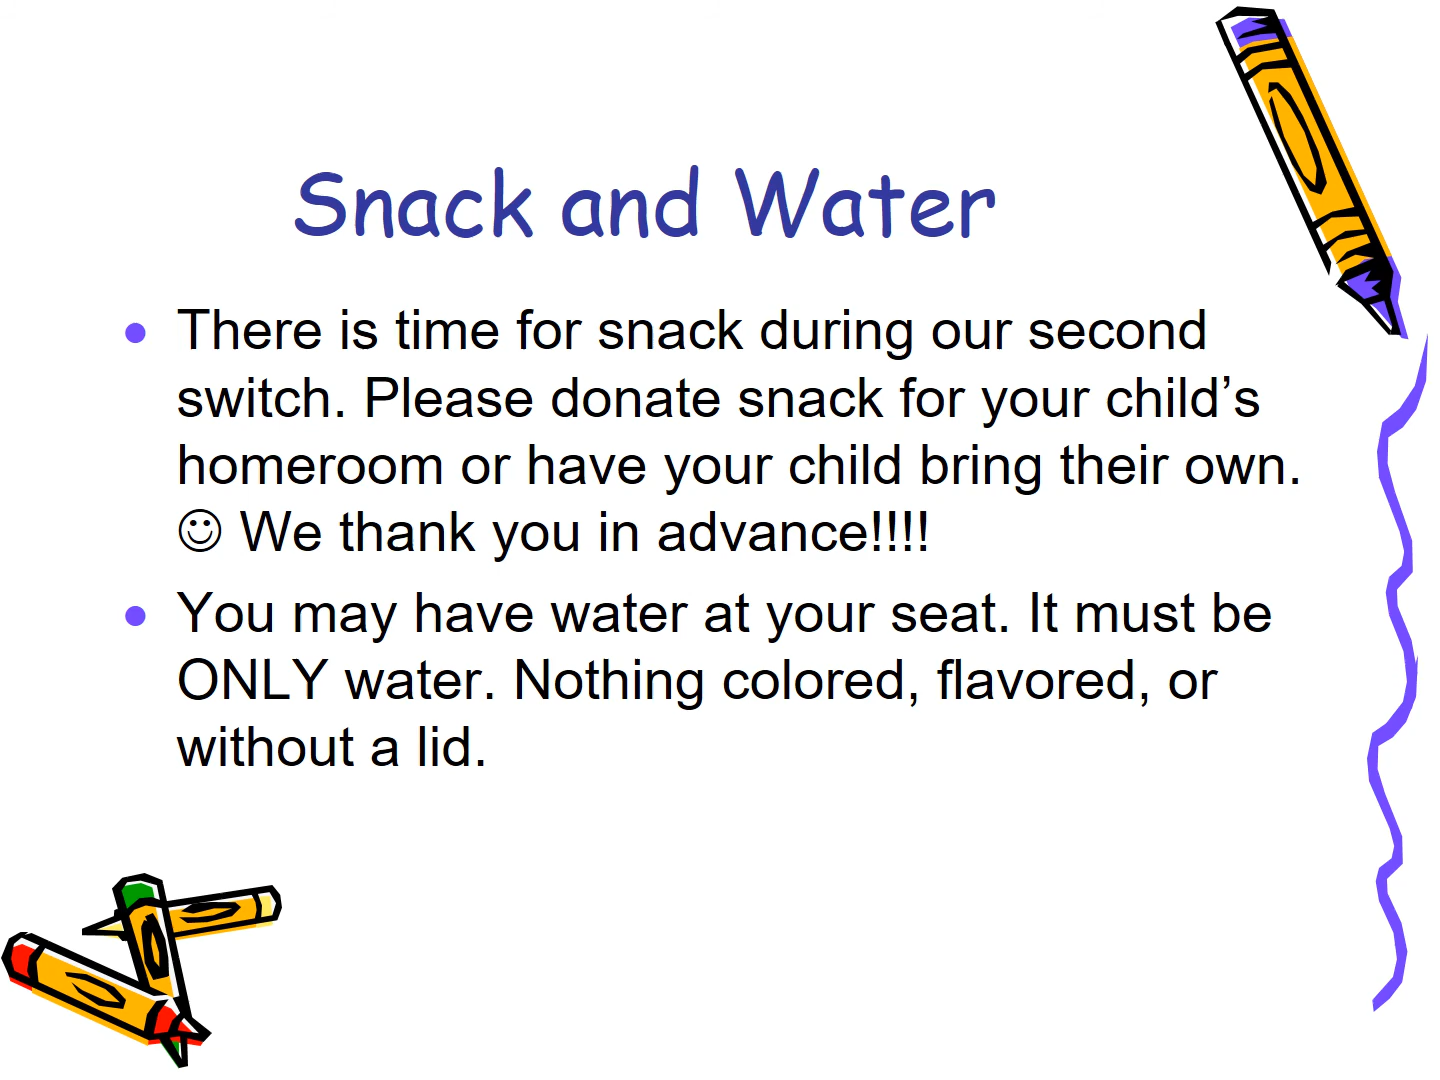 Snack and Water
• There is time for snack during our second
switch. Please donate snack for your child’s
homeroom or have your child bring their own.
☺ We thank you in advance!!!!
• You may have water at your seat. It must be
ONLY water. Nothing colored, flavored, or
without a lid.